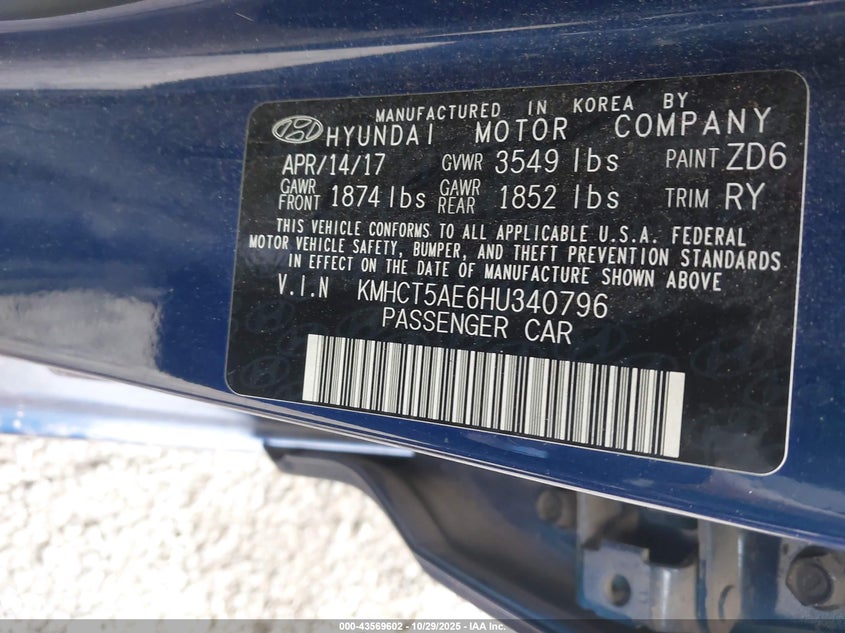 MANUFACTURED IN KOREA BY
HYUNDAI MOTOR COMPANY
APR/14/17 GVWR 3549 lbs PAINT ZD6
GAWR FRONT 1874 lbs GAWR REAR 1852 lbs TRIM RY
THIS VEHICLE CONFORMS TO ALL APPLICABLE U.S.A. FEDERAL
MOTOR VEHICLE SAFETY, BUMPER, AND THEFT PREVENTION STANDARDS
IN EFFECT ON THE DATE OF MANUFACTURE SHOWN ABOVE
V.I.N KMHCT5AE6HU340796
PASSENGER CAR
000-43569602 - 10/29/2025 - IAA Inc.